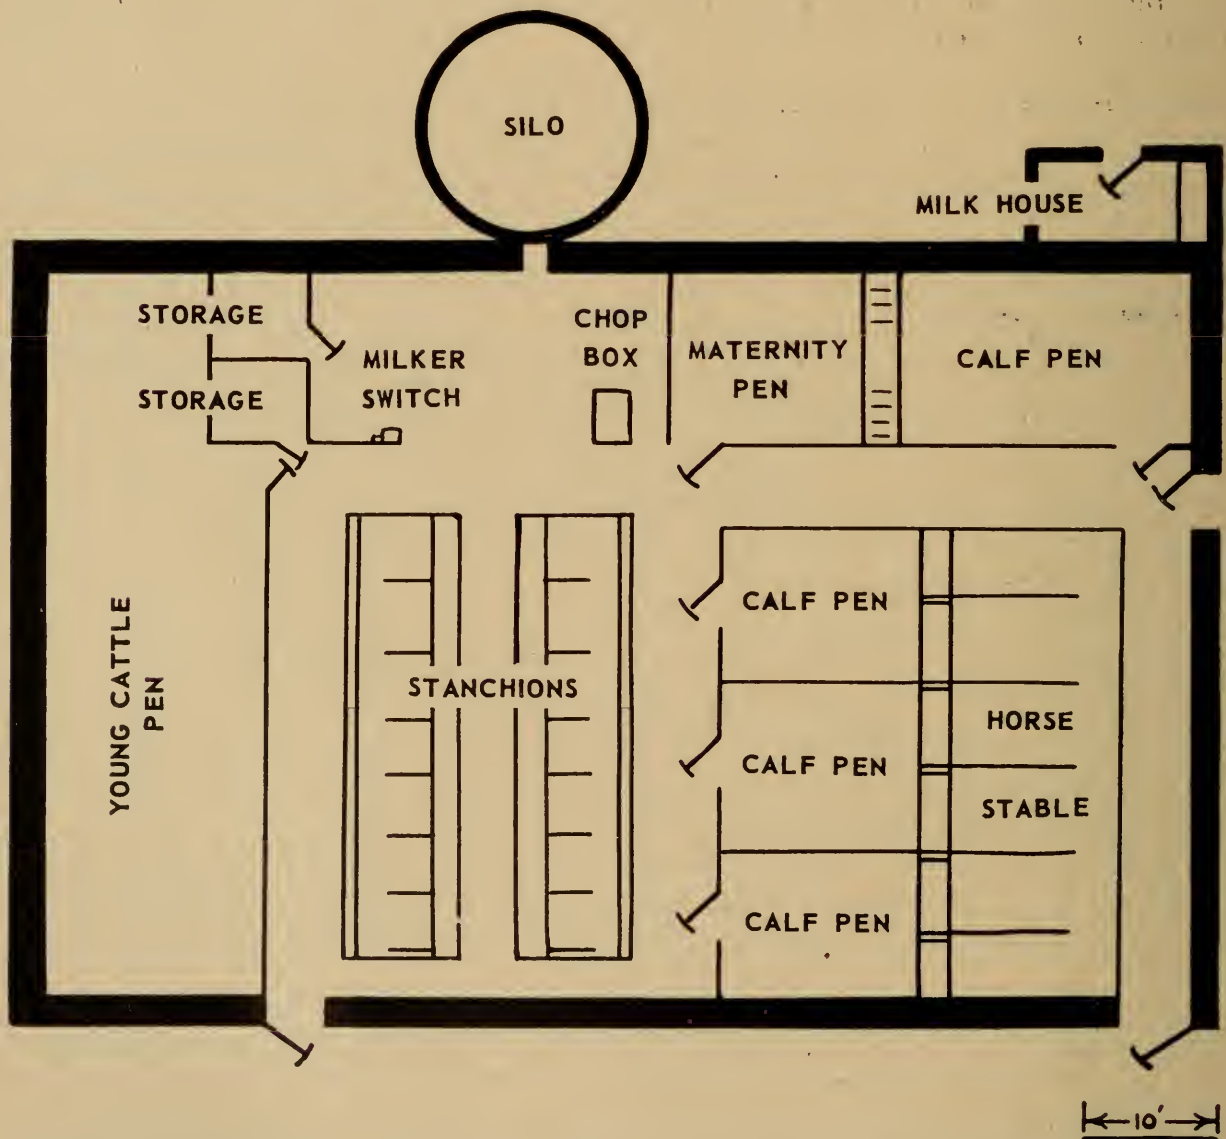 SILO
MILK HOUSE
STORAGE
CHOP
BOX
MILKER
SWITCH
MATERNITY
PEN
CALF PEN
STORAGE
YOUNG CATTLE
PEN
STANCHIONS
CALF PEN
HORSE
CALF PEN
STABLE
CALF PEN
10'